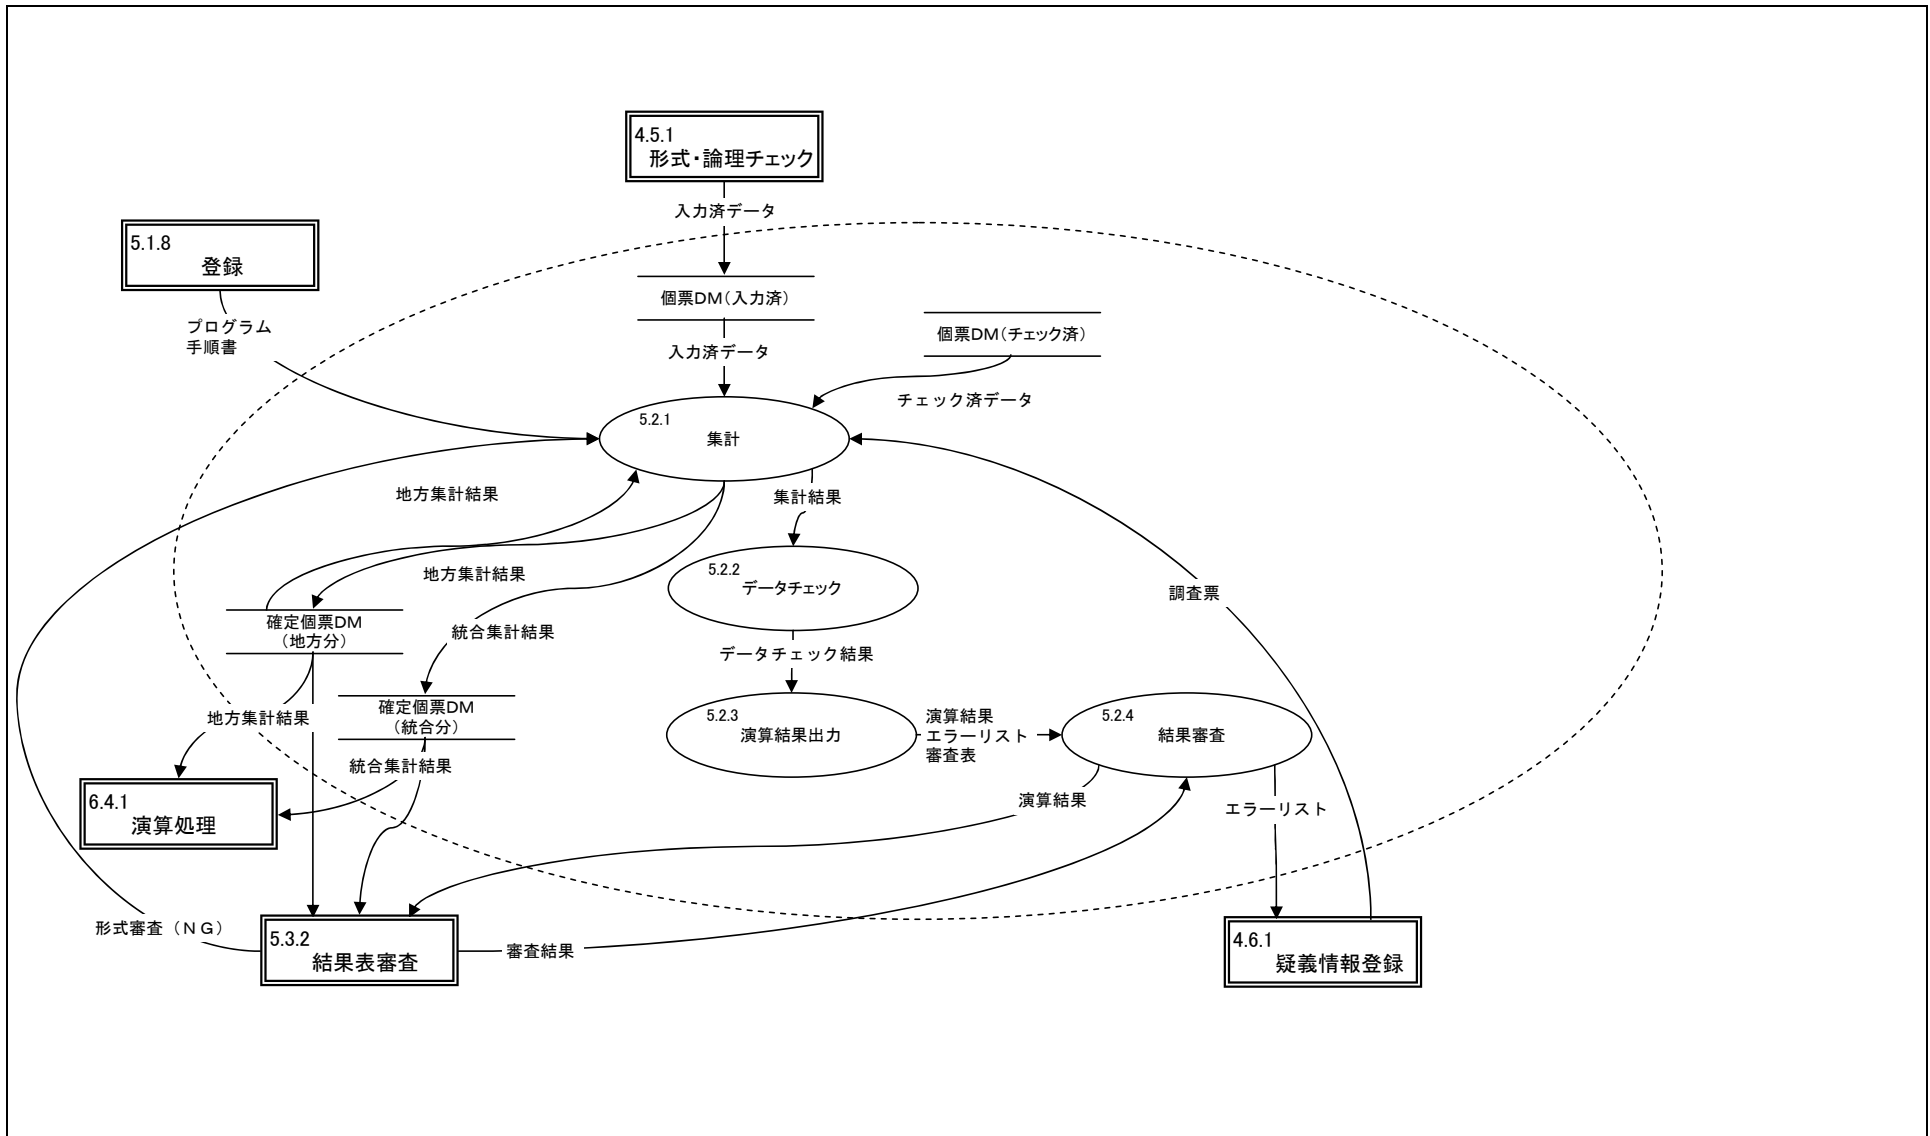 4.5.1
形式・論理チェック
入力済データ
5.1.8
登録
個票DM（入力済）
プログラム
手順書
個票DM（チェック済）
入力済データ
チェック済データ
5.2.1
集計
地方集計結果
集計結果
5.2.2
データチェック
地方集計結果
調査票
確定個票DM
（地方分）
統合集計結果
データチェック結果
確定個票DM
（統合分）
地方集計結果
5.2.3
演算結果出力
演算結果
エラーリスト
審査表
5.2.4
結果審査
統合集計結果
6.4.1
演算処理
演算結果
エラーリスト
形式審査（ＮＧ）
5.3.2
結果表審査
審査結果
4.6.1
疑義情報登録